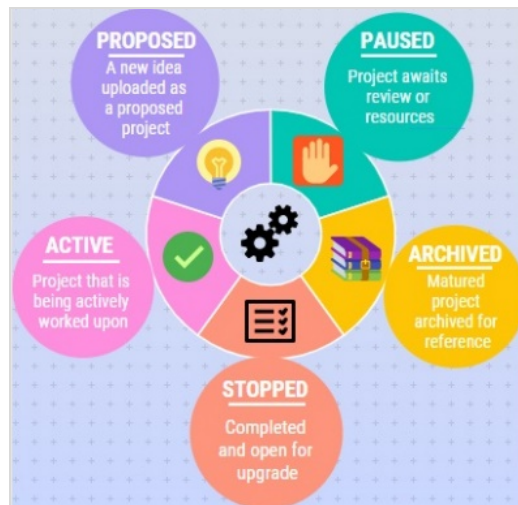 PROPOSED
A new idea
uploaded as
a proposed
project
PAUSED
Project awaits
review or
resources
ACTIVE
Project that is
being actively
worked upon
ARCHIVED
Matured
project
archived for
reference
STOPPED
Completed
and open for
upgrade